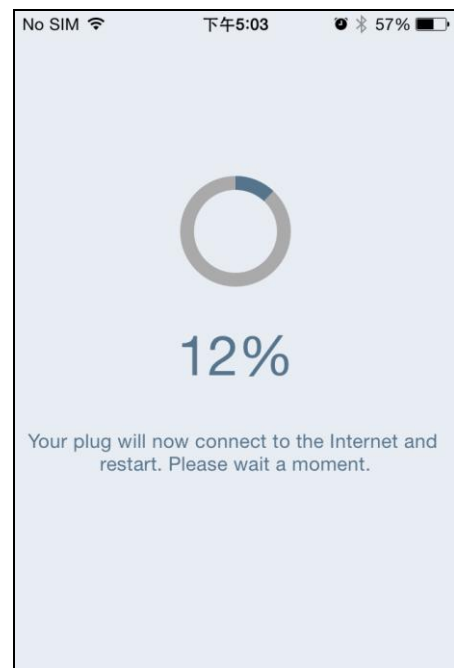 No SIM 下午5:03 57%
12%
Your plug will now connect to the Internet and
restart. Please wait a moment.